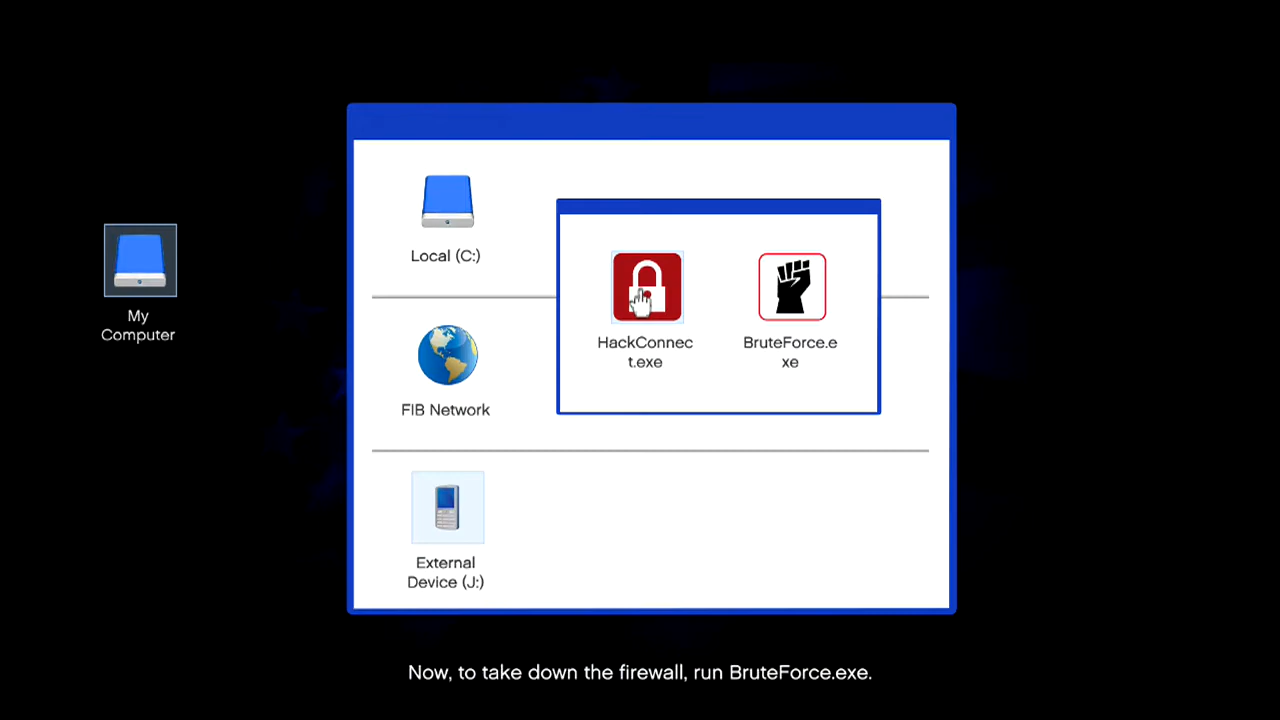 Local (C:)
HackConnec
t.exe
BruteForce.e
xe
My
Computer
FIB Network
External
Device (J:)
Now, to take down the firewall, run BruteForce.exe.